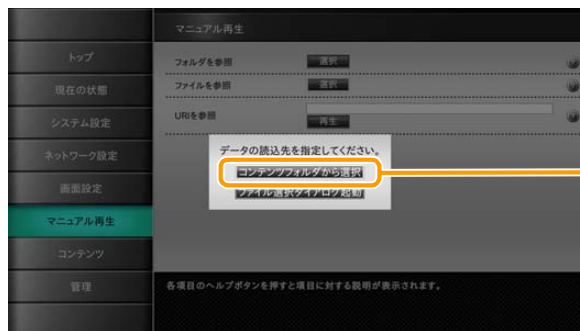 マニュアル再生
トップ
現在の状態
システム設定
ネットワーク設定
画面設定
マニュアル再生
コンテンツ
管理
フォルダを参照
選択
ファイルを参照
選択
URIを参照
再生
データの読込先を指定してください。
コンテンツフォルダから選択
ファイル選択ダイアログ起動
各項目のヘルプボタンを押すと項目に対する説明が表示されます。